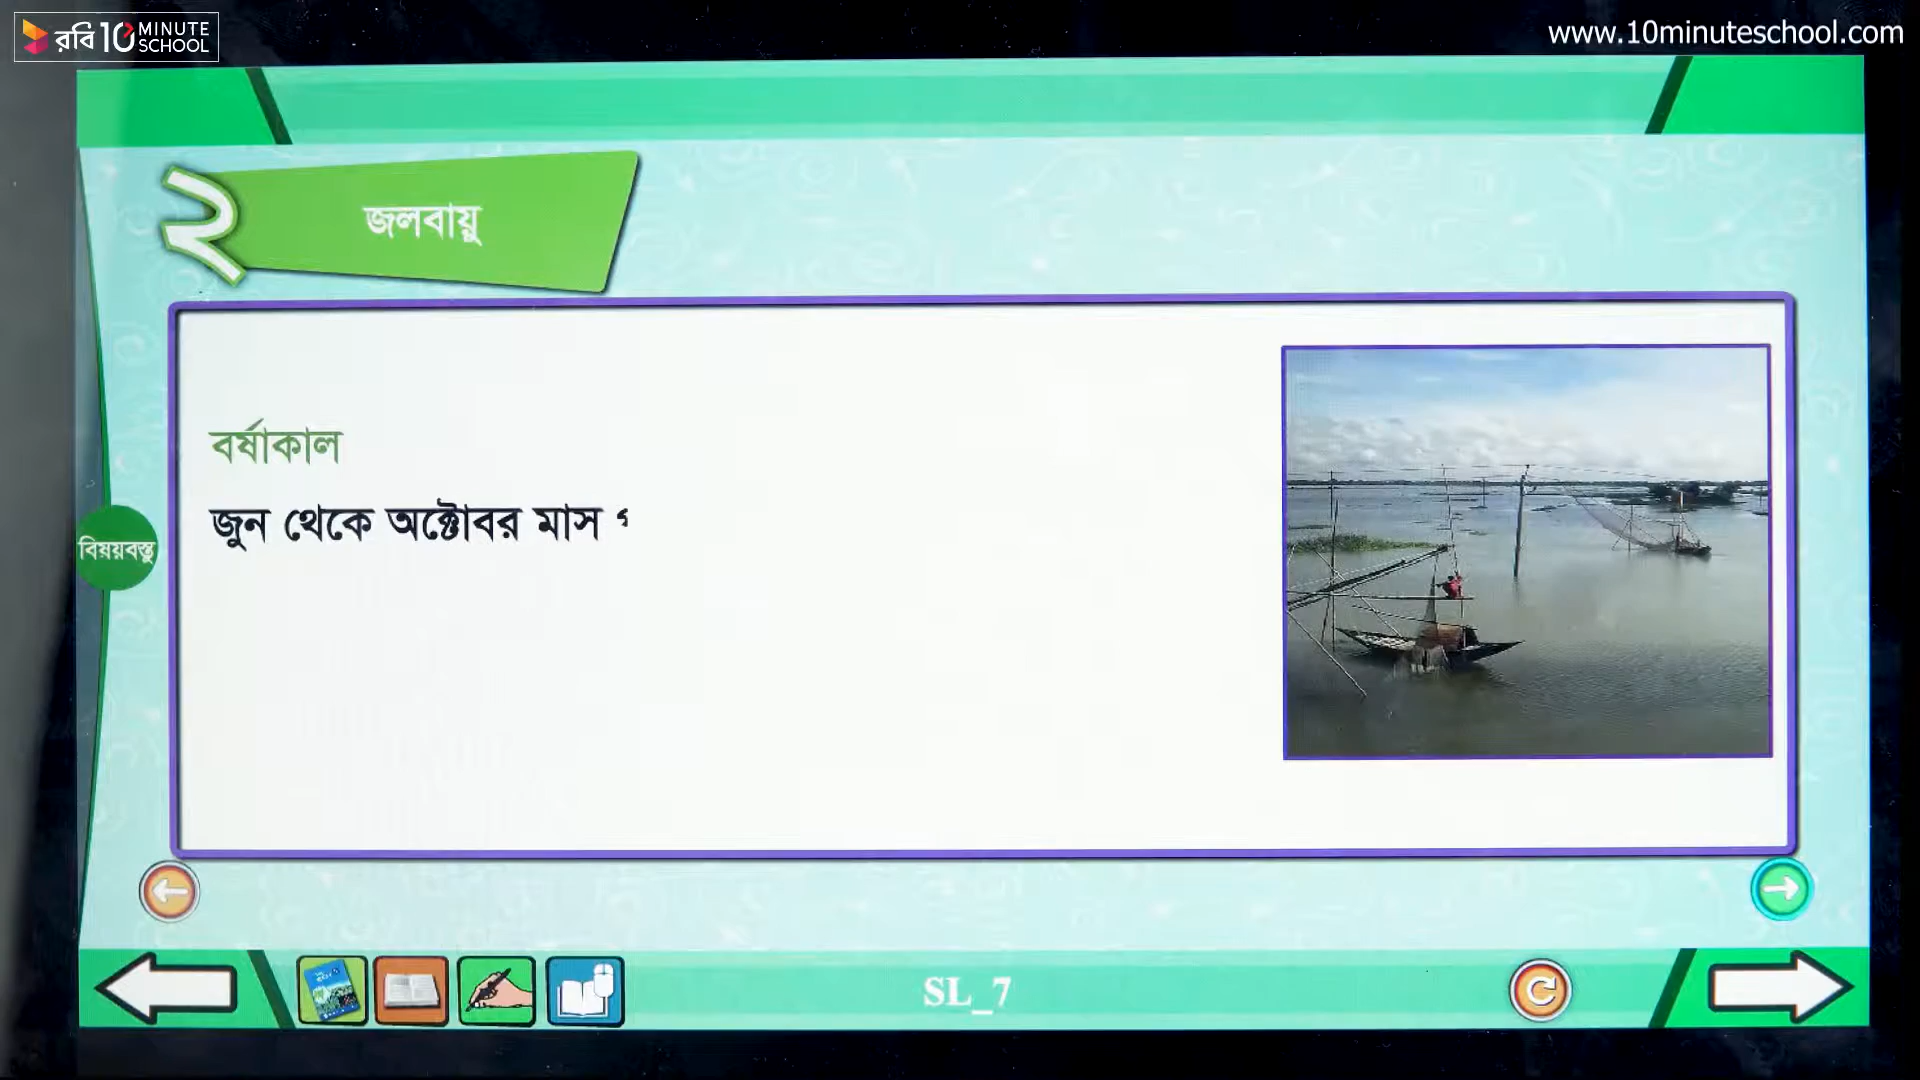 রবি 10 MINUTE SCHOOL
www.10minuteschool.com
২
জলবায়ু
বর্ষাকাল
জুন থেকে অক্টোবর মাস
বিষয়বস্তু
SL_7